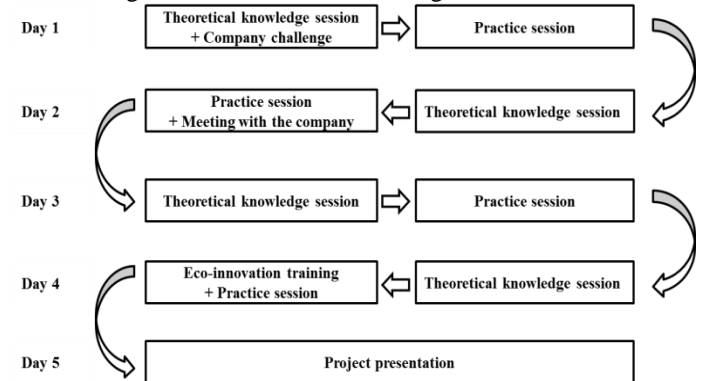 Day 1
Theoretical knowledge session
+ Company challenge
Practice session
Day 2
Practice session
+ Meeting with the company
Theoretical knowledge session
Day 3
Theoretical knowledge session
Practice session
Day 4
Eco-innovation training
+ Practice session
Theoretical knowledge session
Day 5
Project presentation